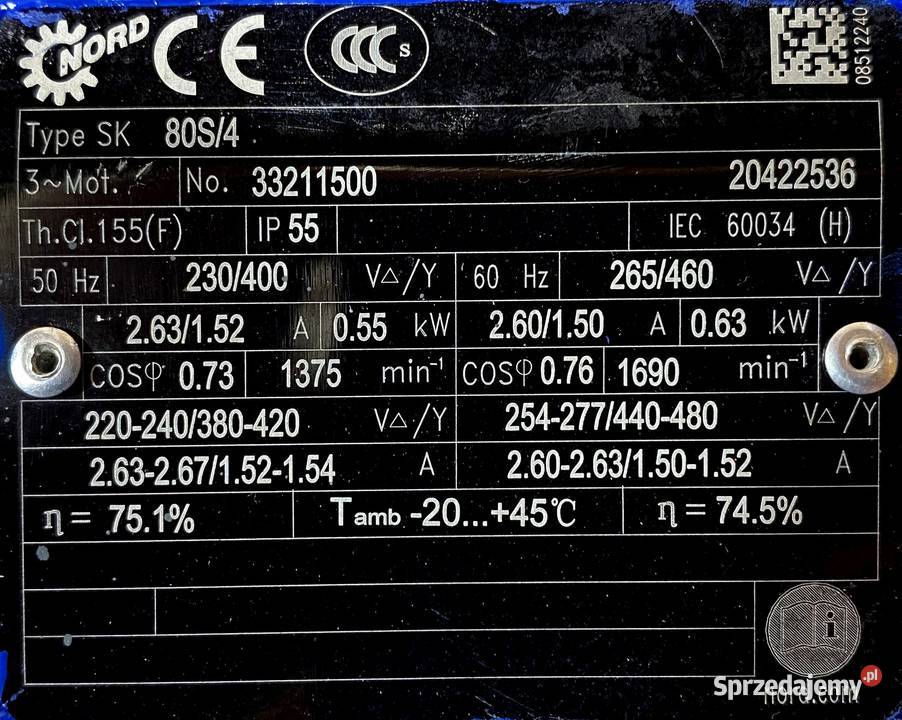 NORD CE CCC S 08512240
Type SK 80S/4
3~Mot. No. 33211500 20422536
Th.Cl.155(F) IP 55 IEC 60034 (H)
50 Hz 230/400 V△/Y 60 Hz 265/460 V△/Y
2.63/1.52 A 0.55 kW 2.60/1.50 A 0.63 kW
cosφ 0.73 1375 min⁻¹ cosφ 0.76 1690 min⁻¹
220-240/380-420 V△/Y 254-277/440-480 V△/Y
2.63-2.67/1.52-1.54 A 2.60-2.63/1.50-1.52 A
η = 75.1% Tamb -20...+45°C η = 74.5%
i
Sprzedajemy.pl
nord.com